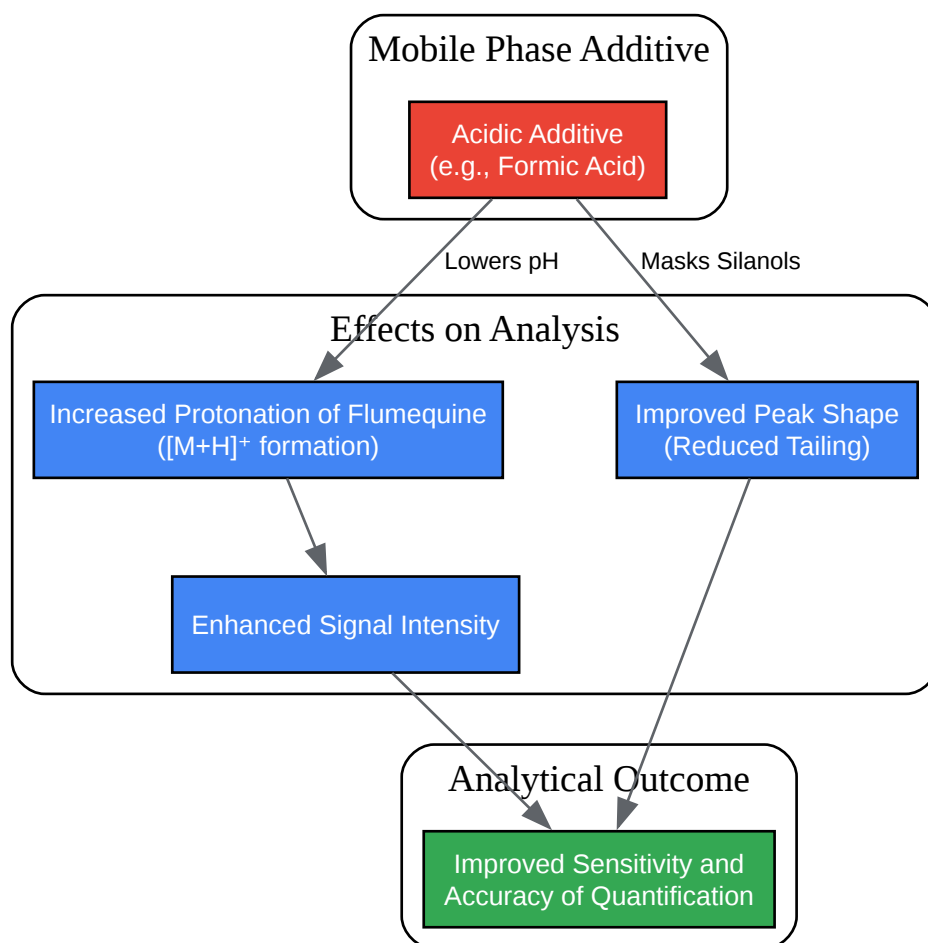 Mobile Phase Additive
Acidic Additive
(e.g., Formic Acid)
Lowers pH
Masks Silanols
Effects on Analysis
Increased Protonation of Flumequine
([M+H]⁺ formation)
Improved Peak Shape
(Reduced Tailing)
Enhanced Signal Intensity
Analytical Outcome
Improved Sensitivity and
Accuracy of Quantification